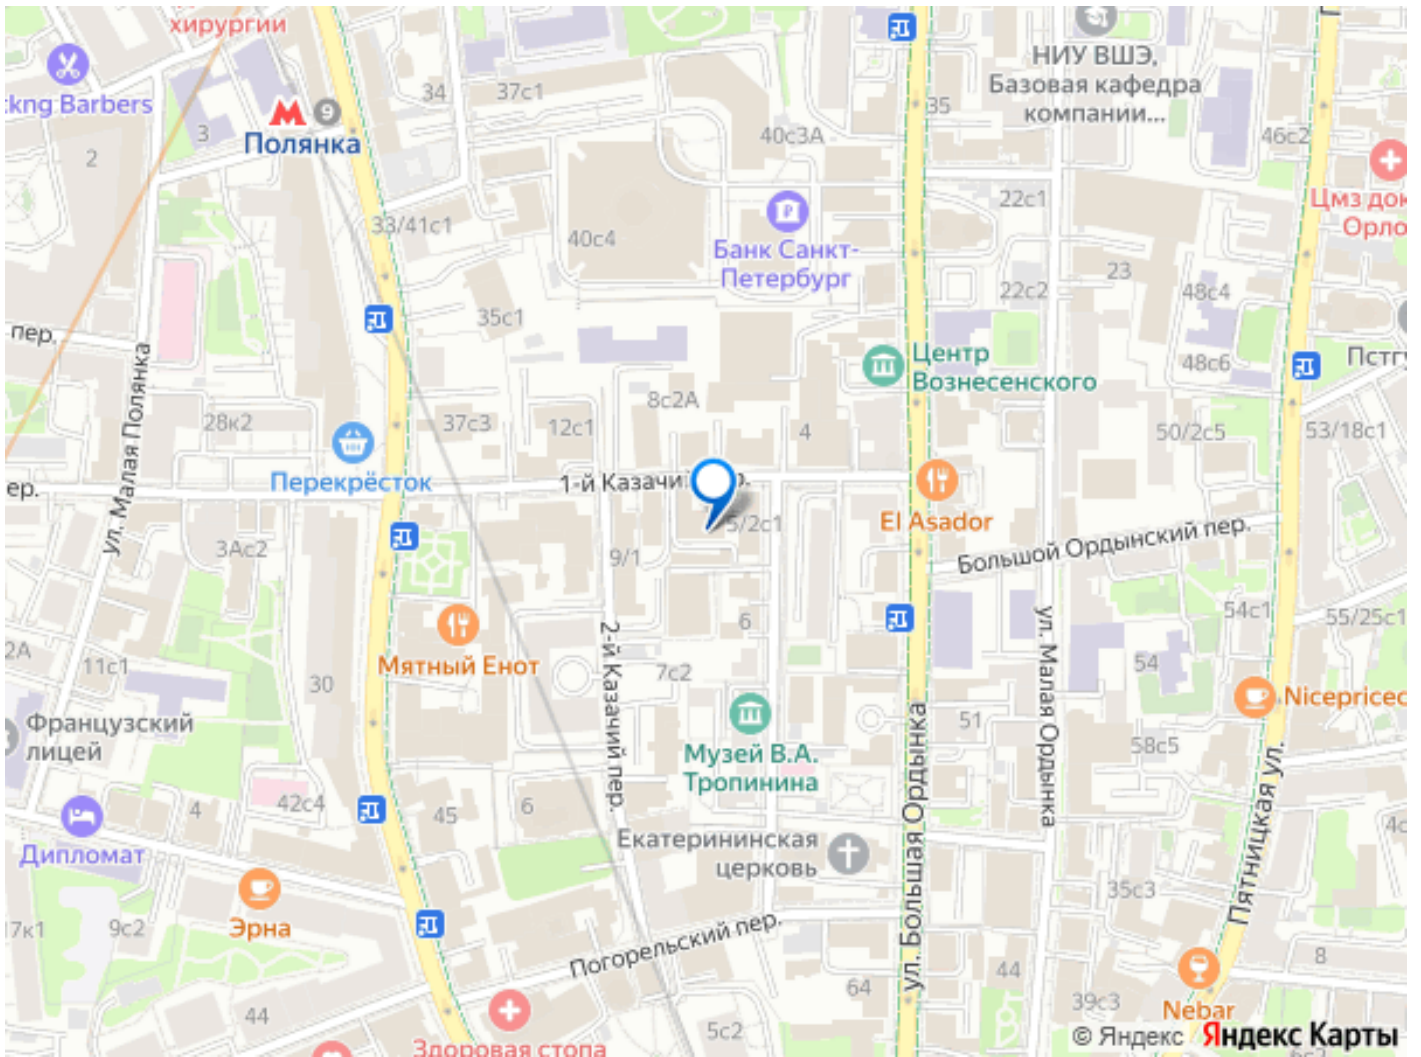 хирургии
НИУ ВШЭ,
Базовая кафедра
компании...
ckng Barbers
34
37с1
35
9
3
Полянка
40с3А
46с2
2
22с1
Цмз док
Орло
33/41с1
40с4
Банк Санкт-
Петербург
23
22с2
48с4
35с1
пер.
Центр
Вознесенского
48с6
Пстгу
ул. Малая Полянка
8с2А
28к2
37с3
12с1
4
50/2с5
53/18с1
Перекрёсток
ер.
1-й Казачи
р.
El Asador
5/2с1
Большой Ордынский пер.
3Ас2
9/1
54с1
55/25с1
6
2-й Казачий пер.
ул. Малая Ордынка
2А
11с1
Мятный Енот
7с2
54
30
Nicepricec
Французский
лицей
51
58с5
Музей В.А.
Тропинина
ул. Большая Ордынка
Пятницкая ул.
4
42с4
45
6
4с
Дипломат
Екатерининская
церковь
35с3
17к1
9с2
Эрна
Погорельский пер.
8
44
64
44
39с3
Nebar
5с2
Здоровая стопа
© Яндекс Яндекс Карты